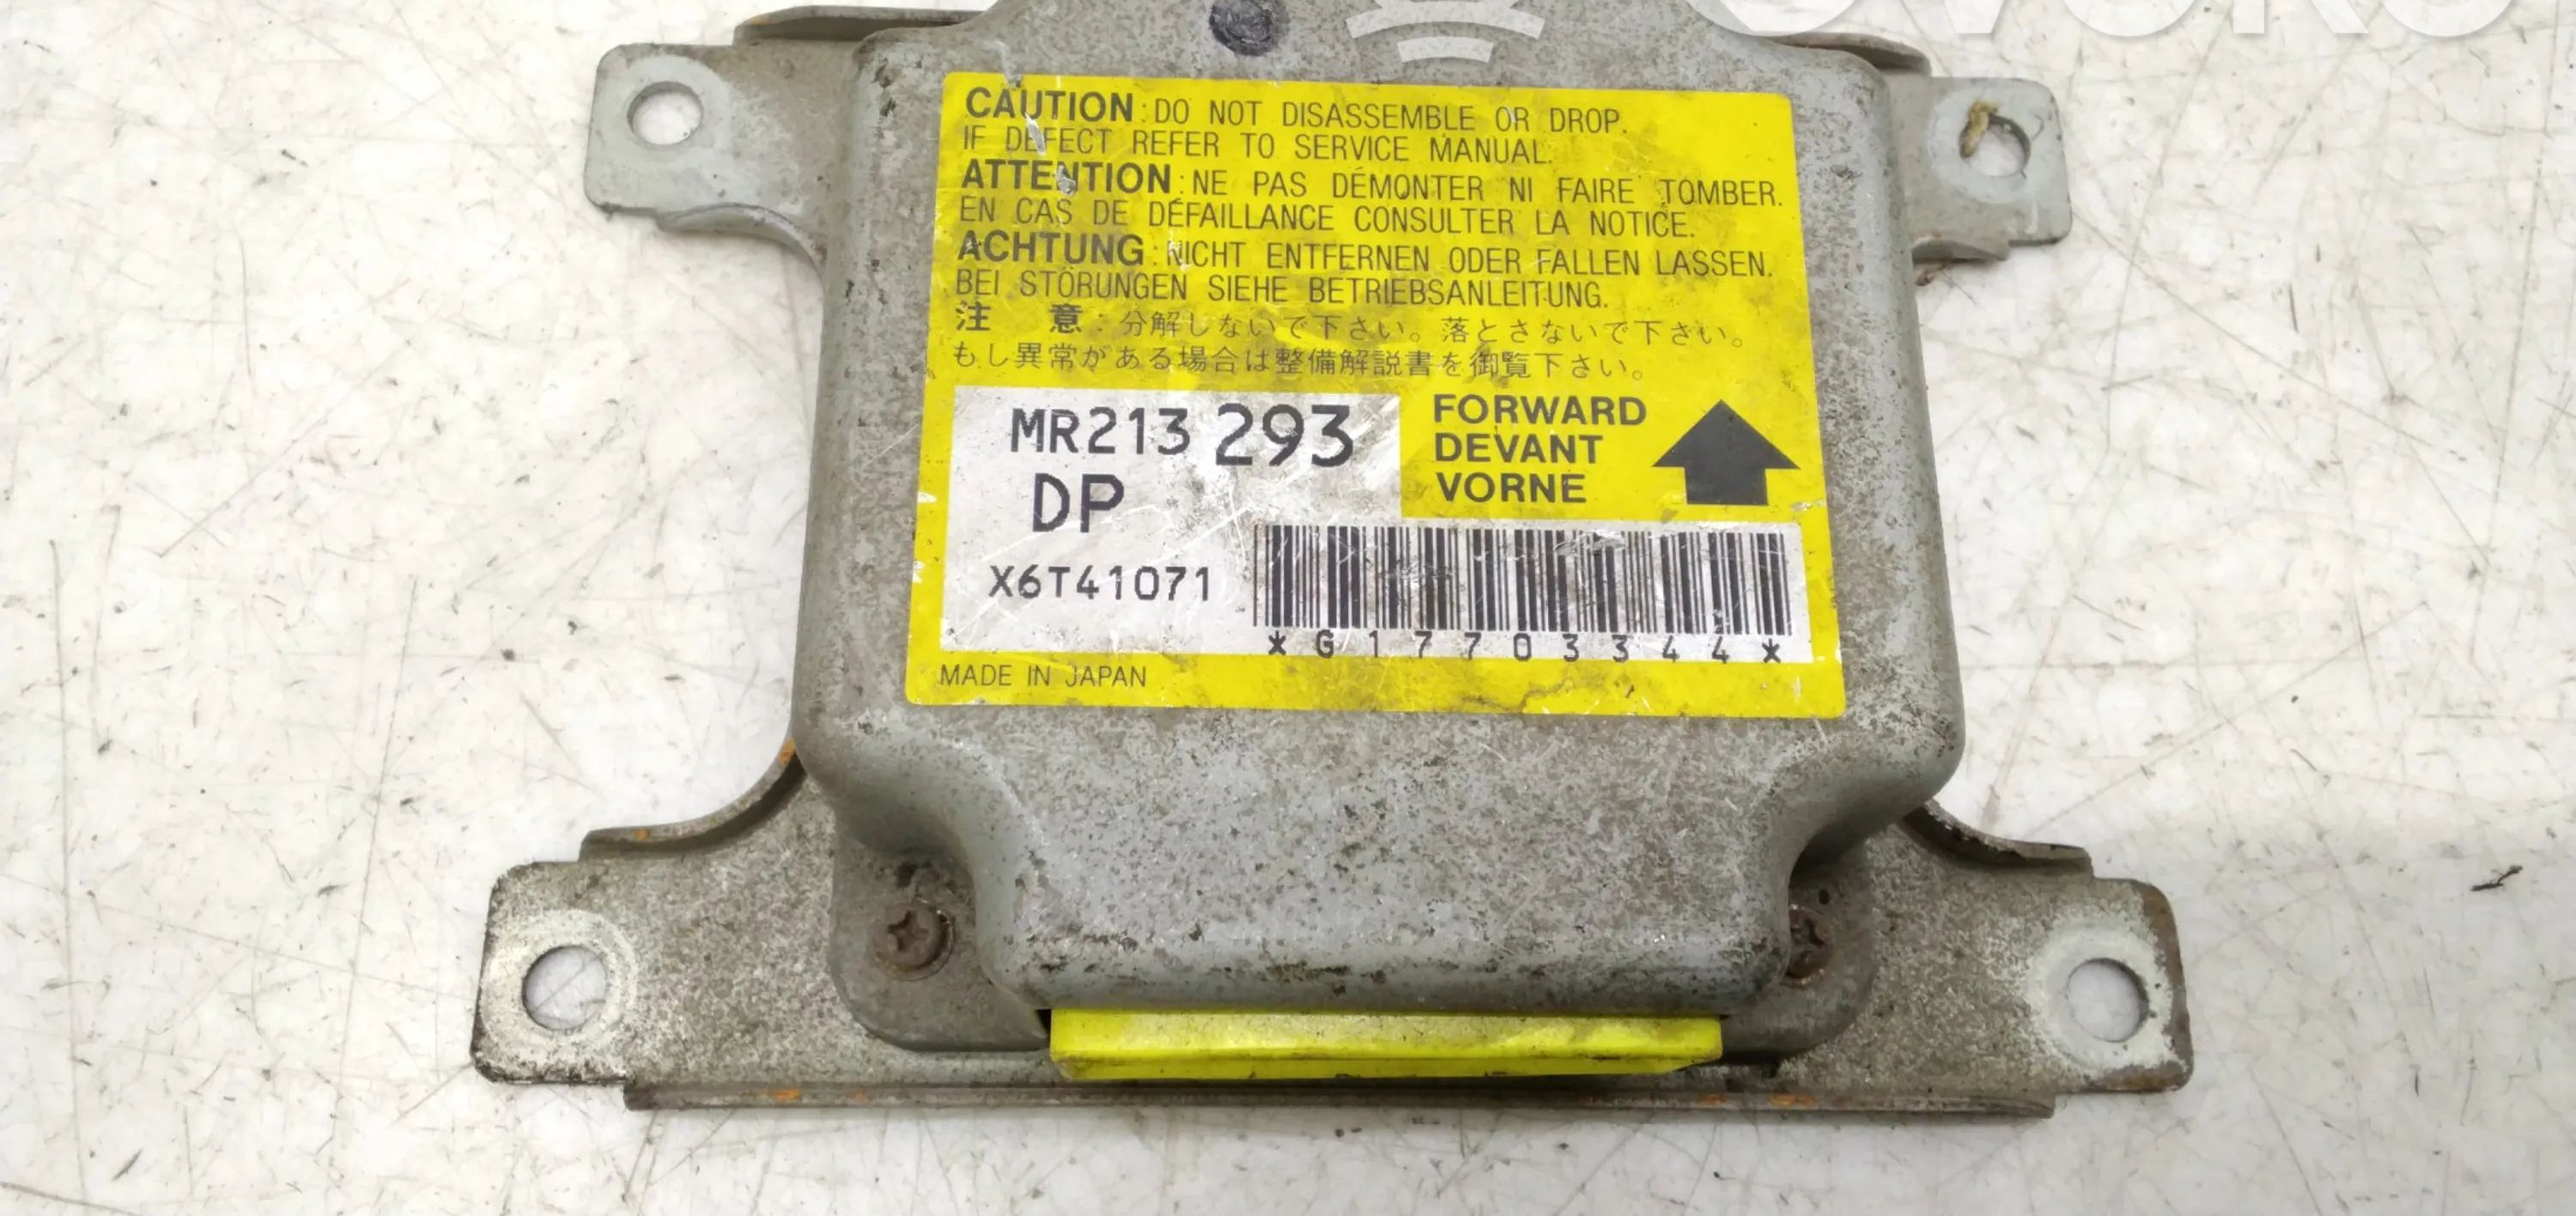 CAUTION : DO NOT DISASSEMBLE OR DROP.
IF DEFECT REFER TO SERVICE MANUAL.
ATTENTION : NE PAS DÉMONTER NI FAIRE TOMBER.
EN CAS DE DÉFAILLANCE CONSULTER LA NOTICE.
ACHTUNG : NICHT ENTFERNEN ODER FALLEN LASSEN.
BEI STÖRUNGEN SIEHE BETRIEBSANLEITUNG.
注 意 : 分解しないで下さい。落とさないで下さい。
もし異常がある場合は整備解説書を御覧下さい。
MR213 293
DP
FORWARD
DEVANT
VORNE
X6T41071
*G17703344*
MADE IN JAPAN